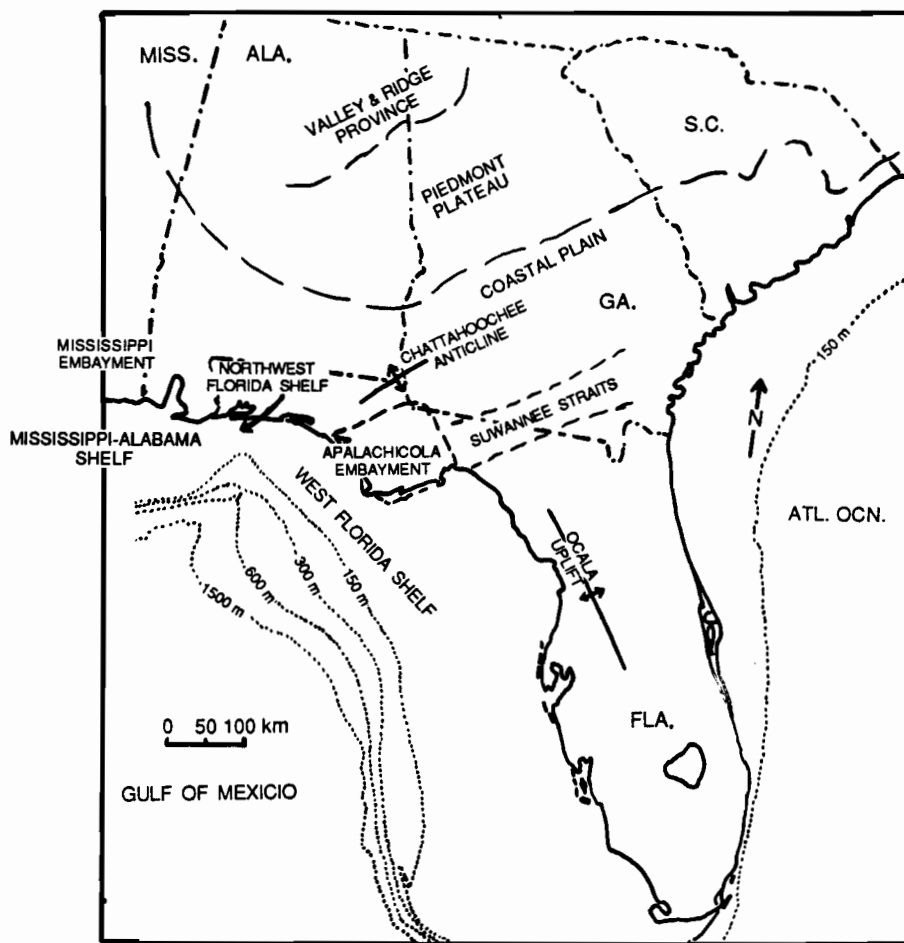 MISS.
ALA.
VALLEY & RIDGE
PROVINCE
S.C.
PIEDMONT
PLATEAU
COASTAL PLAIN
GA.
CHATTAHOOCHEE
ANTICLINE
MISSISSIPPI
EMBAYMENT
NORTHWEST
FLORIDA SHELF
150 m
SUWANNEE STRAITS
N
MISSISSIPPI-ALABAMA
SHELF
APALACHICOLA
EMBAYMENT
WEST FLORIDA SHELF
ATL. OCN.
OCALA
UPLIFT
150 m
300 m
600 m
1500 m
FLA.
0 50 100 km
GULF OF MEXICIO